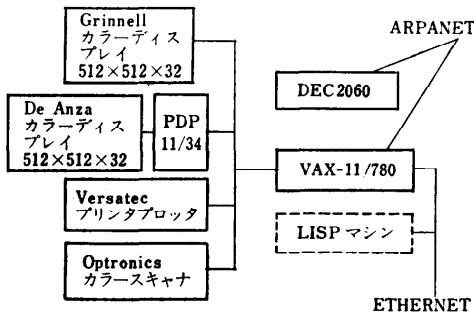 Grinnell
カラーディス
プレイ
512×512×32
De Anza
カラーディス
プレイ
512×512×32
PDP
11/34
Versatec
プリンタプロッタ
Optronics
カラースキャナ
ARPANET
DEC2060
VAX-11/780
LISP マシン
ETHERNET